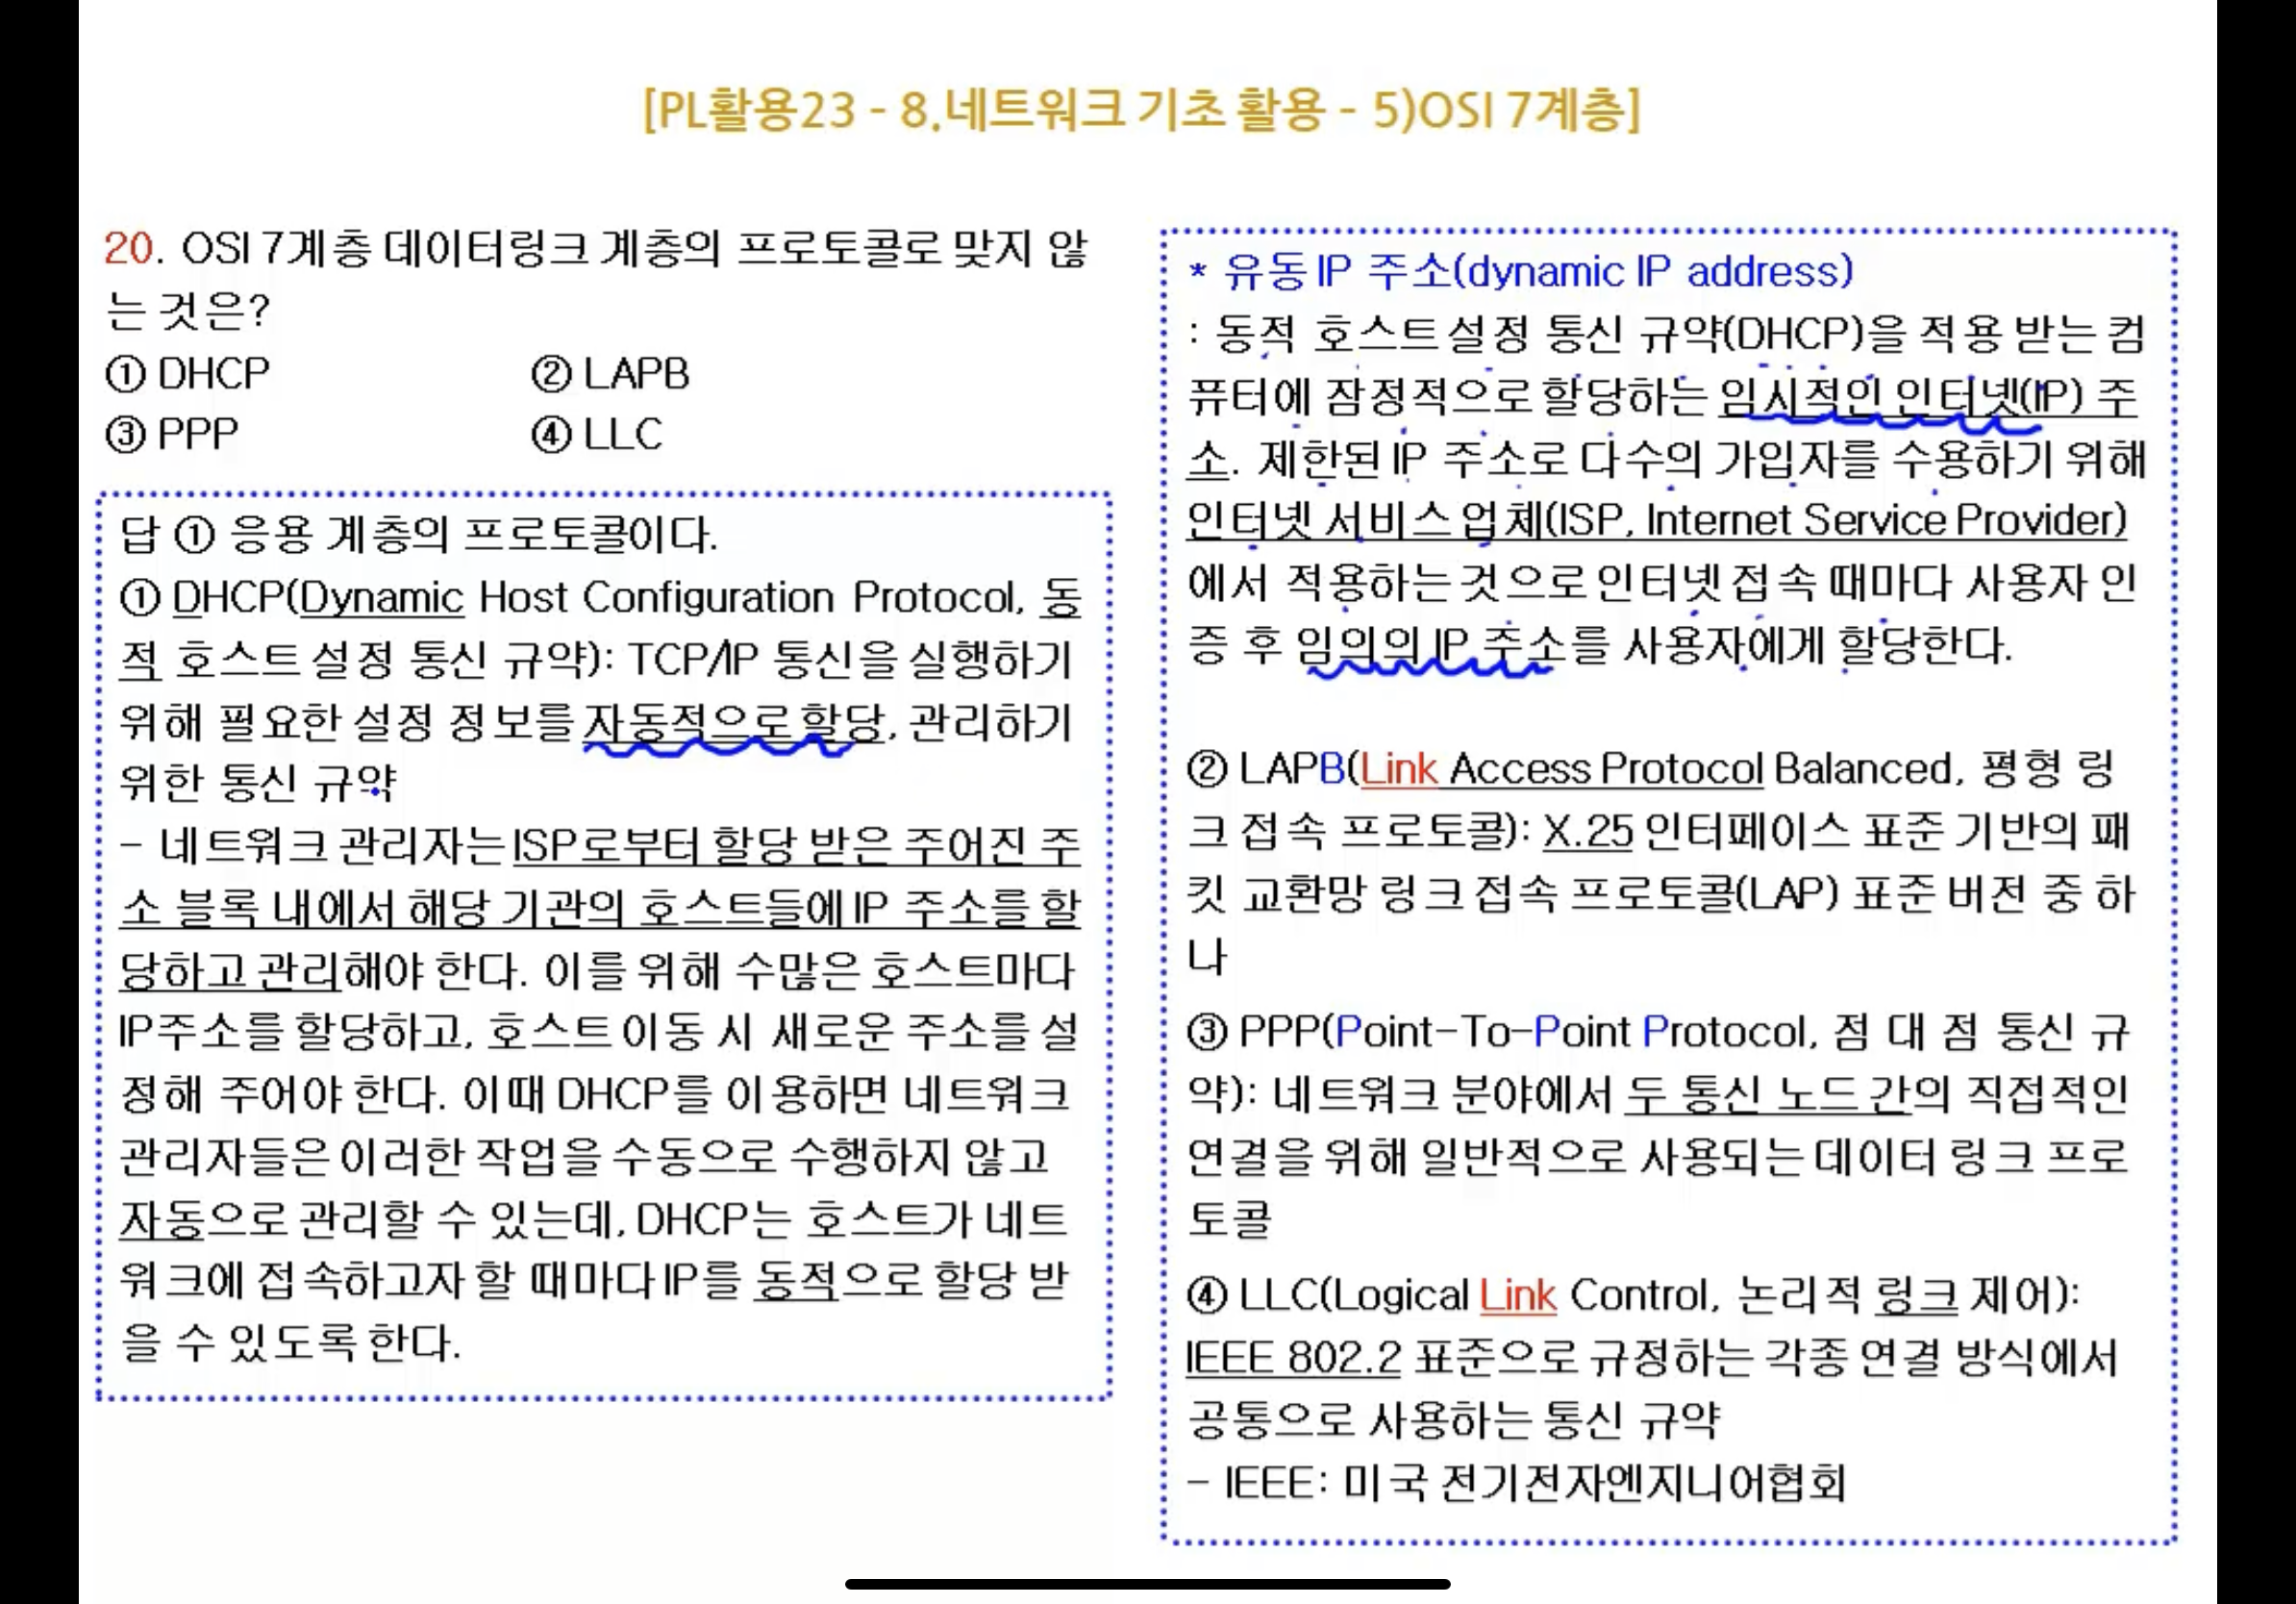 [PL활용23 - 8.네트워크 기초 활용 - 5)OSI 7계층]
20. OSI 7계층 데이터링크 계층의 프로토콜로 맞지 않
는 것은?
① DHCP ② LAPB
③ PPP ④ LLC
답 ① 응용 계층의 프로토콜이다.
① DHCP(Dynamic Host Configuration Protocol, 동
적 호스트 설정 통신 규약): TCP/IP 통신을 실행하기
위해 필요한 설정 정보를 자동적으로 할당, 관리하기
위한 통신 규약
- 네트워크 관리자는 ISP로부터 할당 받은 주어진 주
소 블록 내에서 해당 기관의 호스트들에 IP 주소를 할
당하고 관리해야 한다. 이를 위해 수많은 호스트마다
IP주소를 할당하고, 호스트 이동 시 새로운 주소를 설
정해 주어야 한다. 이때 DHCP를 이용하면 네트워크
관리자들은 이러한 작업을 수동으로 수행하지 않고
자동으로 관리할 수 있는데, DHCP는 호스트가 네트
워크에 접속하고자 할 때마다 IP를 동적으로 할당 받
을 수 있도록 한다.
* 유동 IP 주소(dynamic IP address)
: 동적 호스트 설정 통신 규약(DHCP)을 적용 받는 컴
퓨터에 잠정적으로 할당하는 임시적인 인터넷(IP) 주
소. 제한된 IP 주소로 다수의 가입자를 수용하기 위해
인터넷 서비스 업체(ISP, Internet Service Provider)
에서 적용하는 것으로 인터넷 접속 때마다 사용자 인
증 후 임의의 IP 주소를 사용자에게 할당한다.
② LAPB(Link Access Protocol Balanced, 평형 링
크 접속 프로토콜): X.25 인터페이스 표준 기반의 패
킷 교환망 링크 접속 프로토콜(LAP) 표준 버전 중 하
나
③ PPP(Point-To-Point Protocol, 점 대 점 통신 규
약): 네트워크 분야에서 두 통신 노드 간의 직접적인
연결을 위해 일반적으로 사용되는 데이터 링크 프로
토콜
④ LLC(Logical Link Control, 논리적 링크 제어):
IEEE 802.2 표준으로 규정하는 각종 연결 방식에서
공통으로 사용하는 통신 규약
- IEEE: 미국 전기전자엔지니어협회